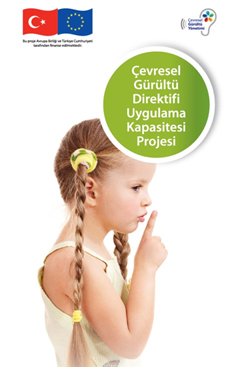 Bu proje Avrupa Birliği ve Türkiye Cumhuriyeti
tarafından finanse edilmektedir.
Çevresel
Gürültü
Yönetimi
Çevresel
Gürültü
Direktifi
Uygulama
Kapasitesi
Projesi